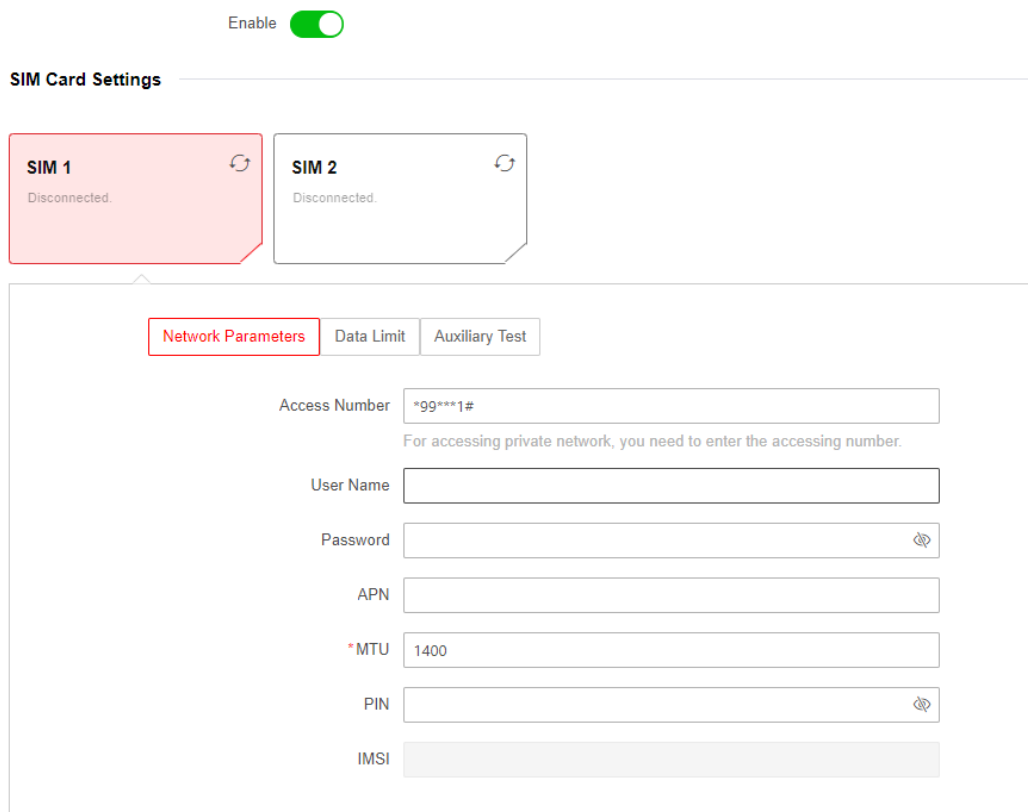 Enable
SIM Card Settings
SIM 1
Disconnected.
SIM 2
Disconnected.
Network Parameters Data Limit Auxiliary Test
Access Number *99***1#
For accessing private network, you need to enter the accessing number.
User Name
Password
APN
*MTU 1400
PIN
IMSI